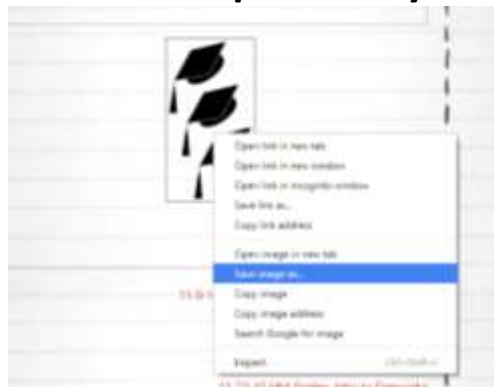 Open link in new tab
Open link in new window
Open link in incognito window
Save link as...
Copy link address
Open image in new tab
Save image as...
Copy image
Copy image address
Search Google for image
Inspect